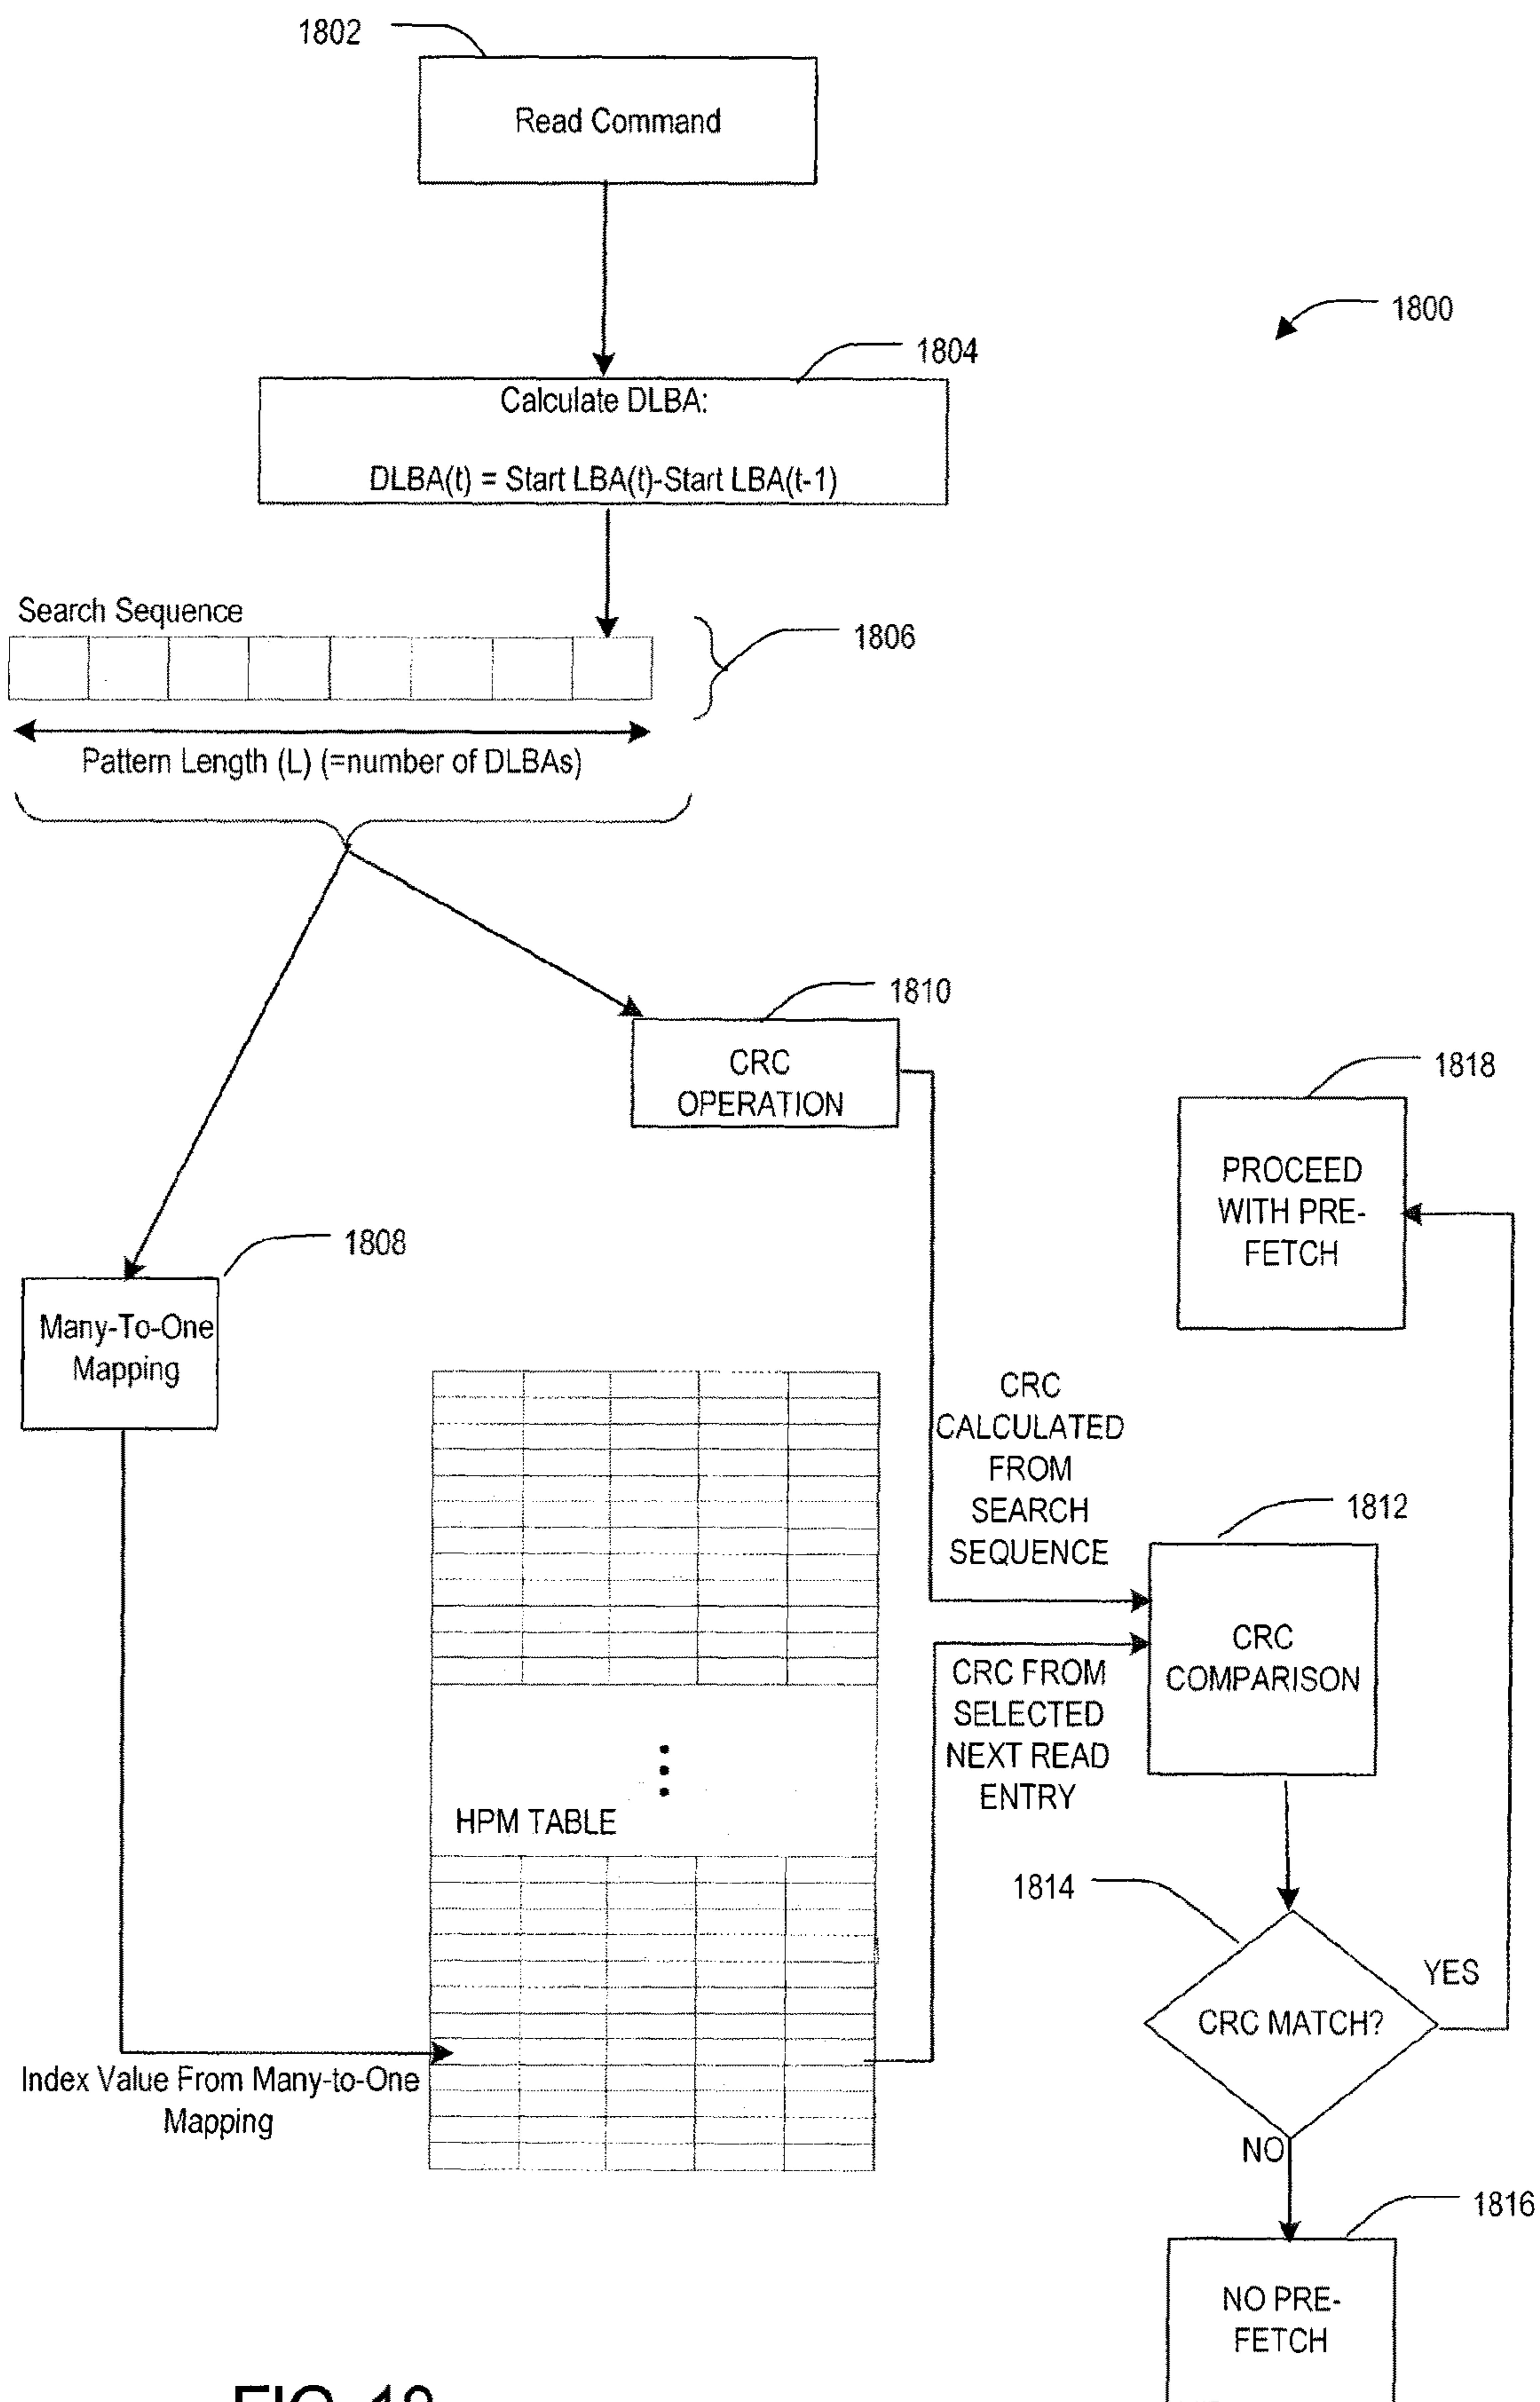 1802
Read Command
1800
1804
Calculate DLBA:
DLBA(t) = Start LBA(t)-Start LBA(t-1)
Search Sequence
1806
Pattern Length (L) (=number of DLBAs)
1810
CRC
OPERATION
1818
PROCEED
WITH PRE-
FETCH
1808
Many-To-One
Mapping
CRC
CALCULATED
FROM
SEARCH
SEQUENCE
1812
CRC
COMPARISON
CRC FROM
SELECTED
NEXT READ
ENTRY
HPM TABLE
1814
YES
CRC MATCH?
Index Value From Many-to-One
Mapping
NO
1816
NO PRE-
FETCH
FIG. 18